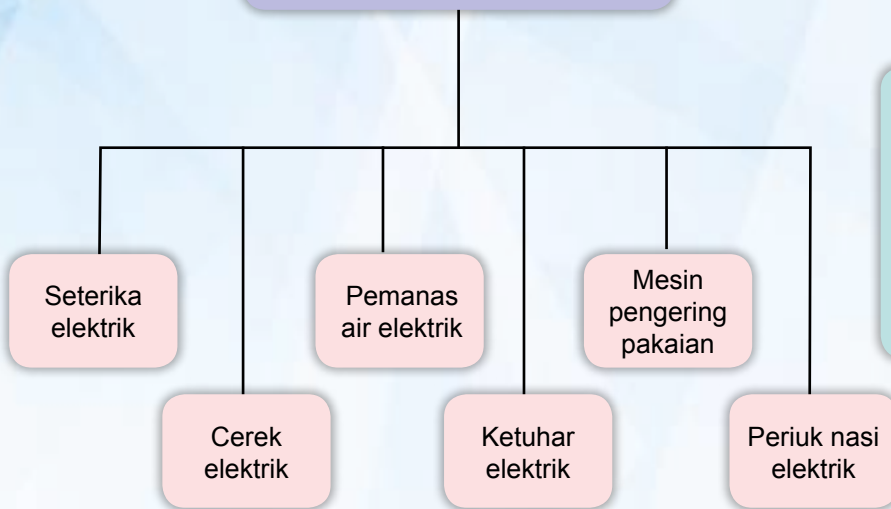 Seterika
elektrik
Pemanas
air elektrik
Mesin
pengering
pakaian
Cerek
elektrik
Ketuhar
elektrik
Periuk nasi
elektrik